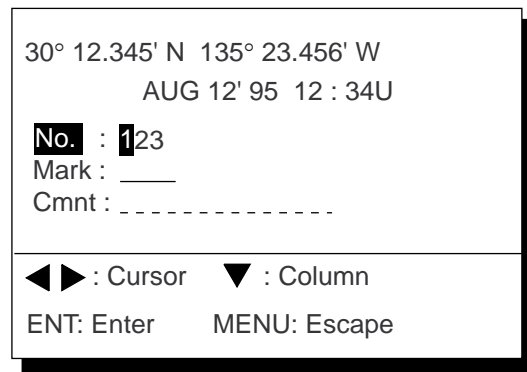 30° 12.345' N 135° 23.456' W
AUG 12' 95 12 : 34U
No. : 123
Mark : ____
Cmnt : _ _ _ _ _ _ _ _ _ _ _ _ _ _
◀ ▶ : Cursor ▼ : Column
ENT: Enter MENU: Escape